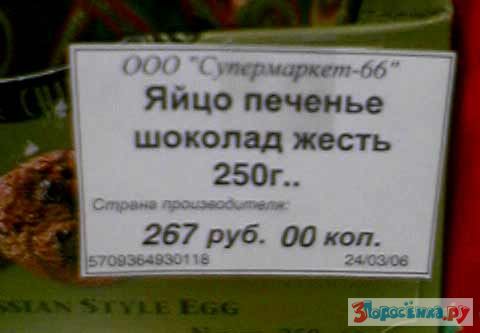 ООО "Супермаркет-66"
Яйцо печенье
шоколад жесть
250г..
Страна производителя:
267 руб. 00 коп.
5709364930118 24/03/06
SSIAN STYLE EGG
3Поросёнка.ру